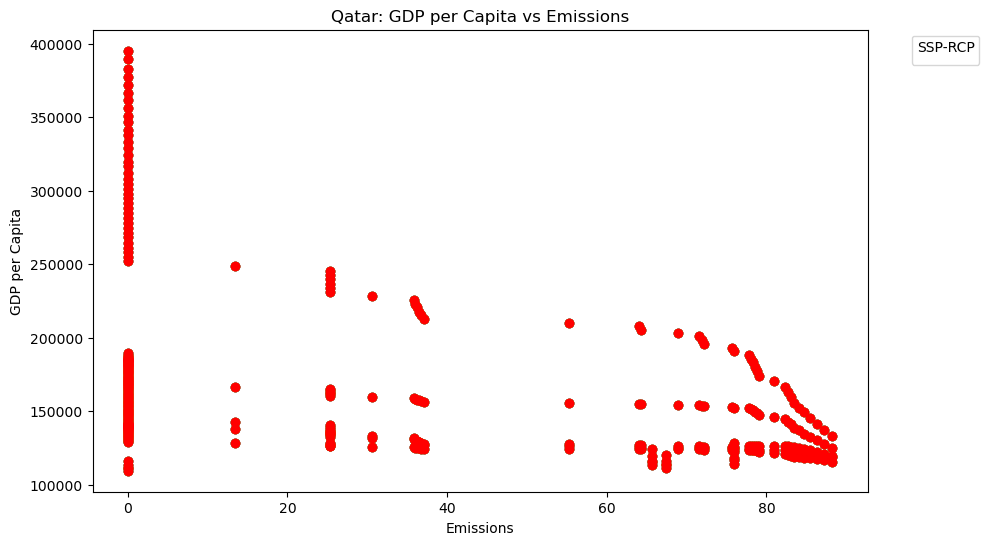 Qatar: GDP per Capita vs Emissions
SSP-RCP
400000
350000
300000
250000
200000
150000
100000
GDP per Capita
0 20 40 60 80
Emissions